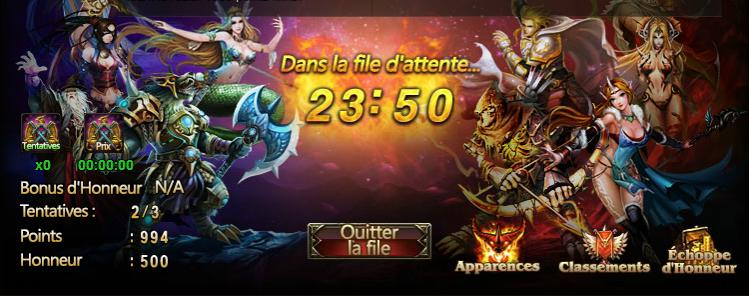 Dans la file d'attente...
23:50
Tentatives
Prix
x0
00:00:00
Bonus d'Honneur N/A
Tentatives : 2/3
Points : 994
Honneur : 500
Quitter
la file
Apparences
Classements
Échoppe
d'Honneur